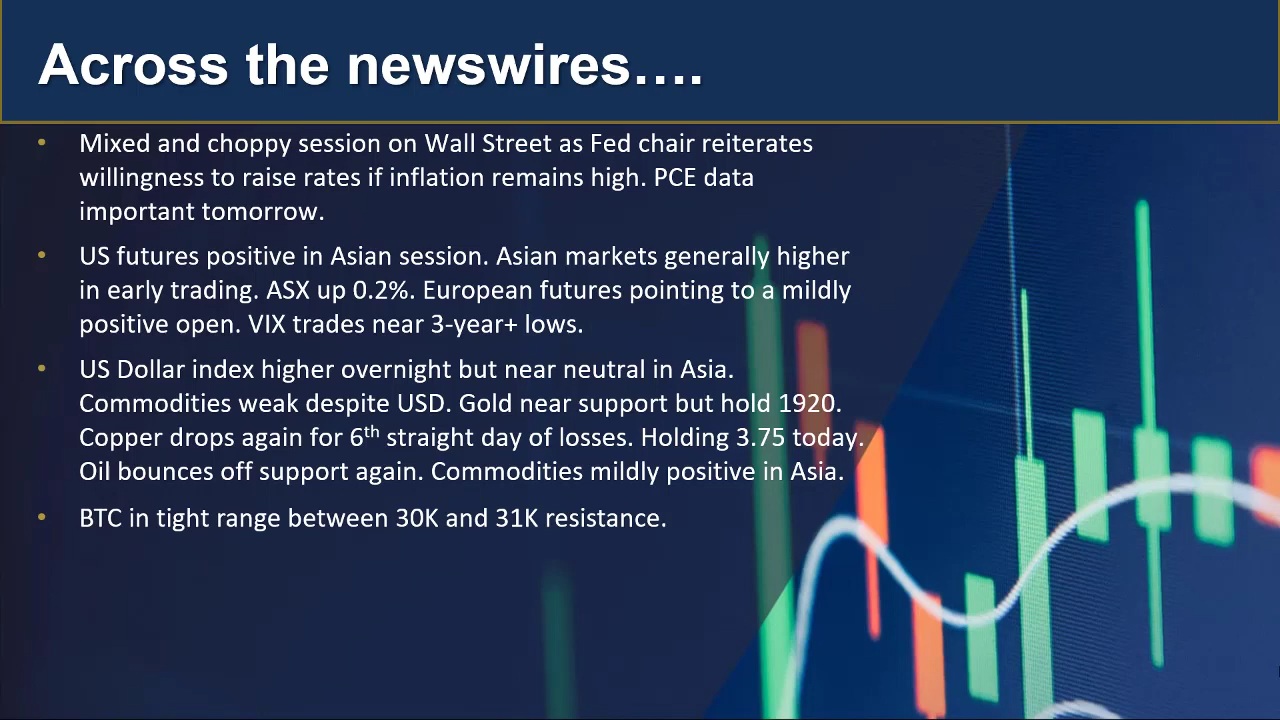 Across the newswires….
• Mixed and choppy session on Wall Street as Fed chair reiterates
willingness to raise rates if inflation remains high. PCE data
important tomorrow.
• US futures positive in Asian session. Asian markets generally higher
in early trading. ASX up 0.2%. European futures pointing to a mildly
positive open. VIX trades near 3-year+ lows.
• US Dollar index higher overnight but near neutral in Asia.
Commodities weak despite USD. Gold near support but hold 1920.
Copper drops again for 6th straight day of losses. Holding 3.75 today.
Oil bounces off support again. Commodities mildly positive in Asia.
• BTC in tight range between 30K and 31K resistance.